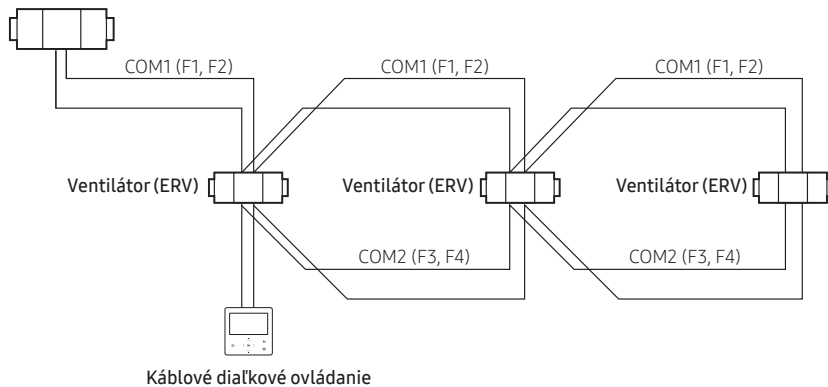 COM1 (F1, F2)
COM1 (F1, F2)
COM1 (F1, F2)
Ventilátor (ERV)
Ventilátor (ERV)
Ventilátor (ERV)
COM2 (F3, F4)
COM2 (F3, F4)
Káblové diaľkové ovládanie